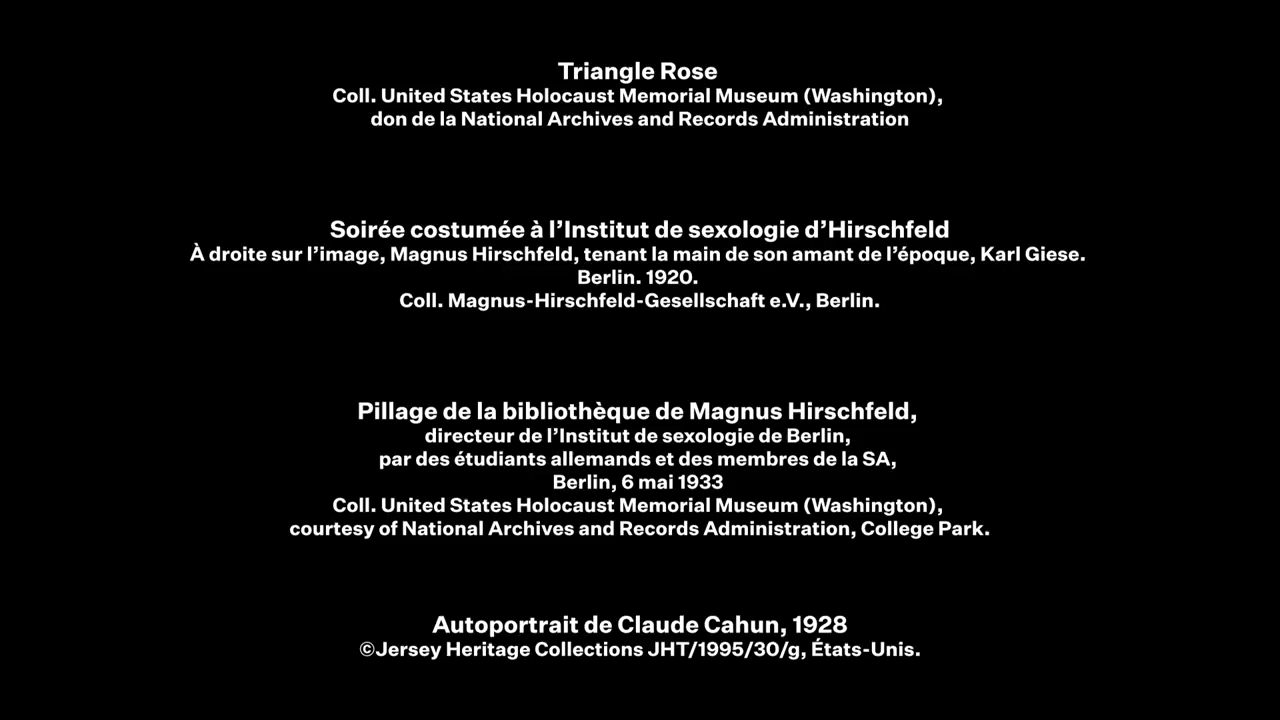 Triangle Rose
Coll. United States Holocaust Memorial Museum (Washington),
don de la National Archives and Records Administration
Soirée costumée à l’Institut de sexologie d’Hirschfeld
À droite sur l’image, Magnus Hirschfeld, tenant la main de son amant de l’époque, Karl Giese.
Berlin. 1920.
Coll. Magnus-Hirschfeld-Gesellschaft e.V., Berlin.
Pillage de la bibliothèque de Magnus Hirschfeld,
directeur de l’Institut de sexologie de Berlin,
par des étudiants allemands et des membres de la SA,
Berlin, 6 mai 1933
Coll. United States Holocaust Memorial Museum (Washington),
courtesy of National Archives and Records Administration, College Park.
Autoportrait de Claude Cahun, 1928
©Jersey Heritage Collections JHT/1995/30/g, États-Unis.